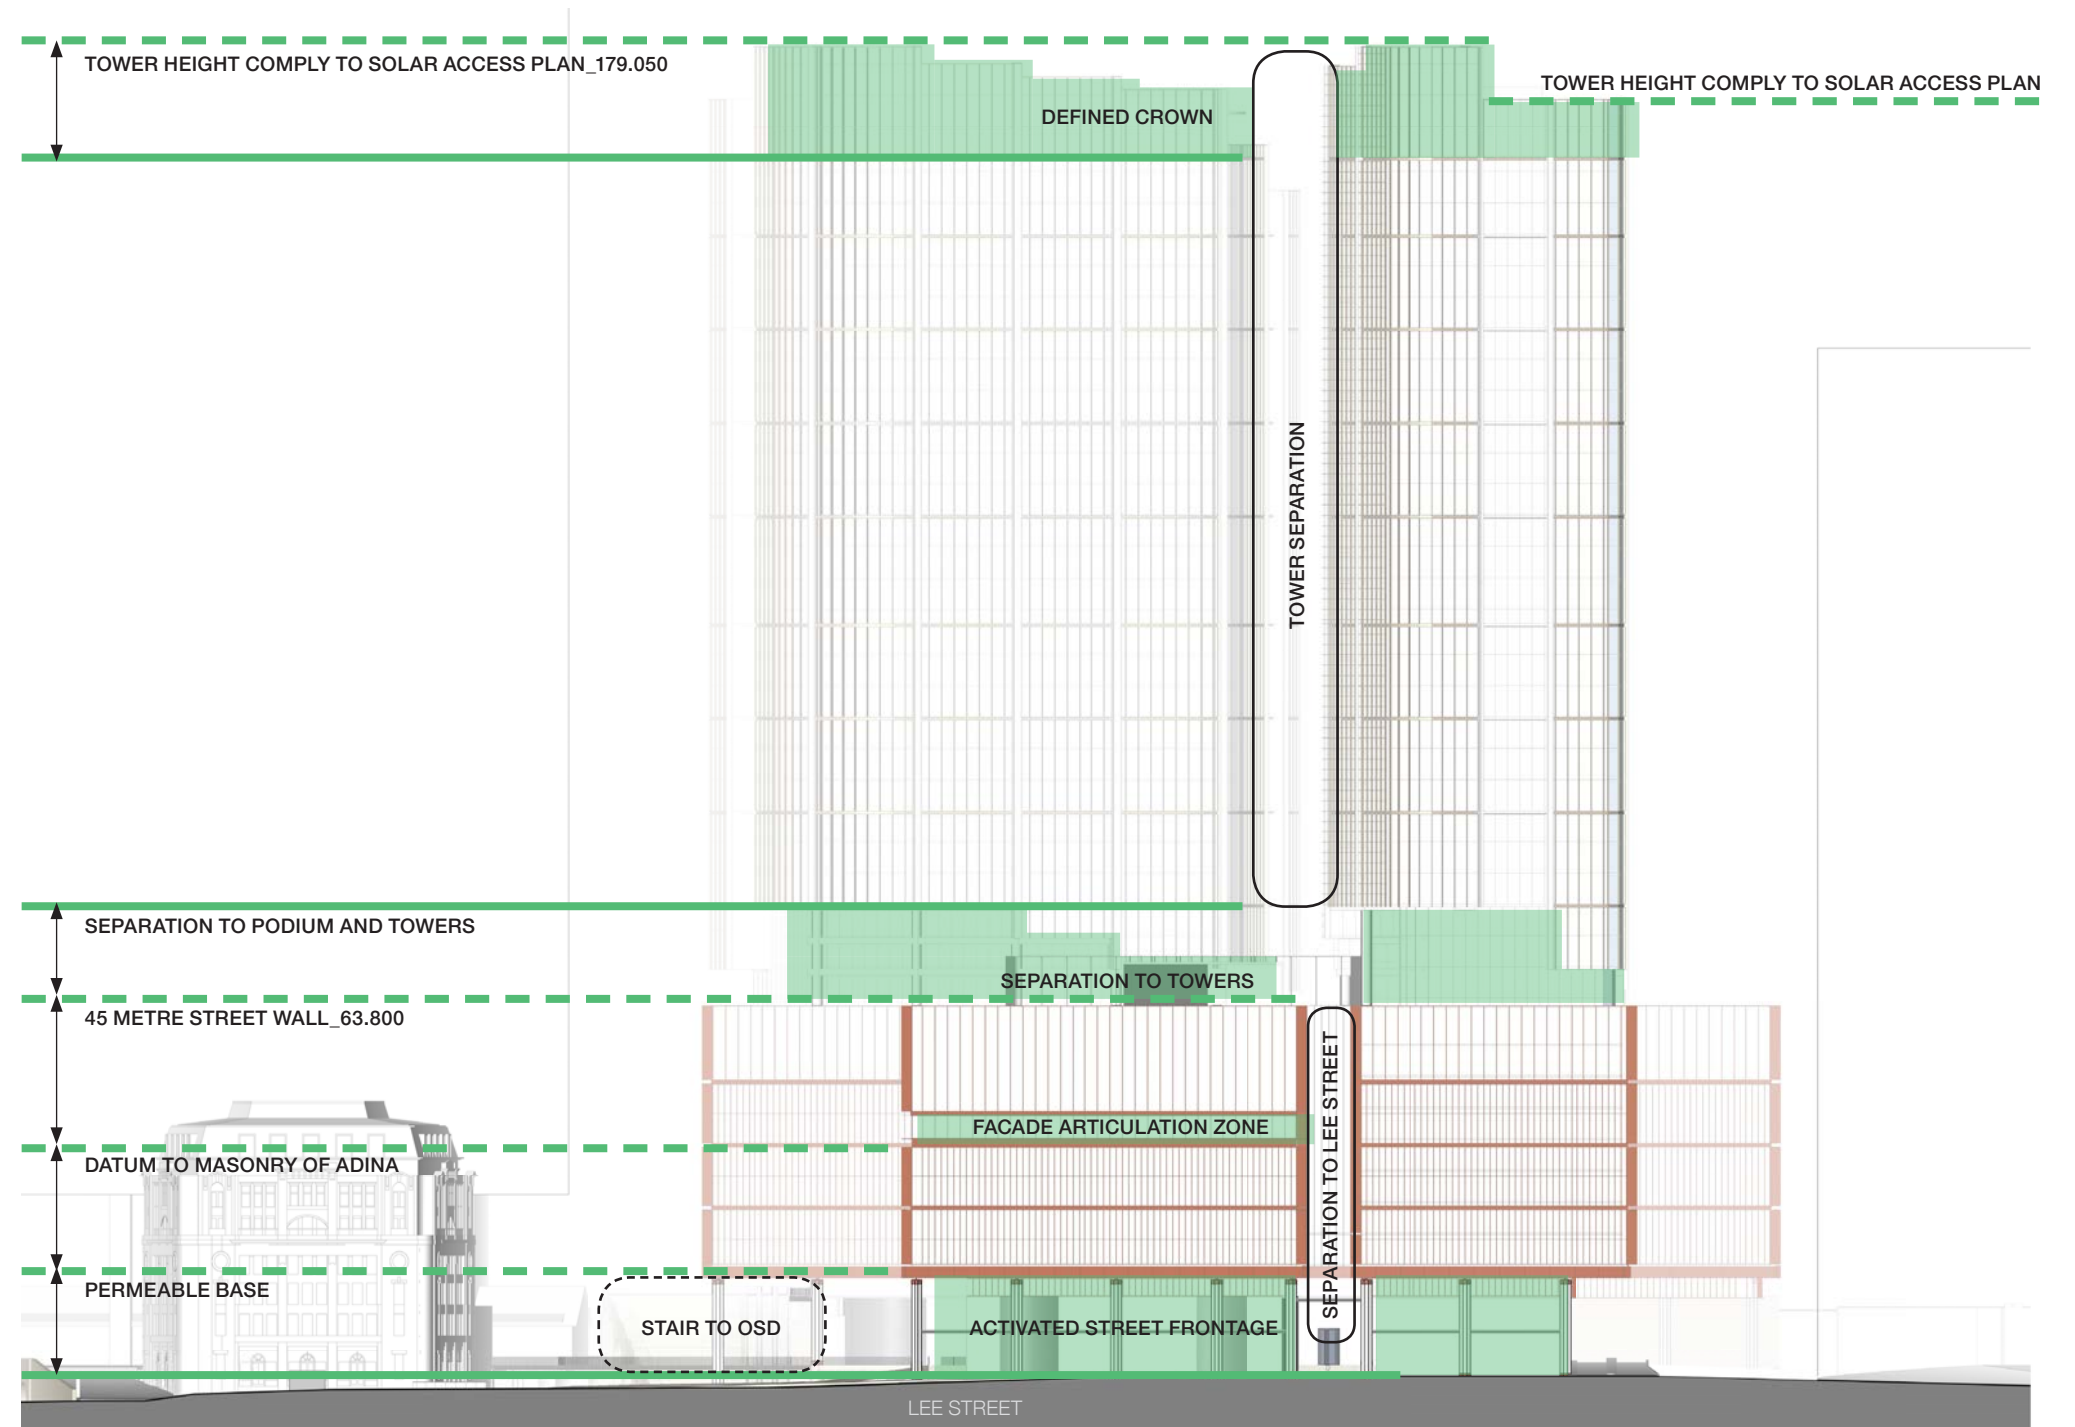 TOWER HEIGHT COMPLY TO SOLAR ACCESS PLAN_179.050
TOWER HEIGHT COMPLY TO SOLAR ACCESS PLAN
DEFINED CROWN
TOWER SEPARATION
SEPARATION TO PODIUM AND TOWERS
SEPARATION TO TOWERS
45 METRE STREET WALL_63.800
SEPARATION TO LEE STREET
FACADE ARTICULATION ZONE
DATUM TO MASONRY OF ADINA
PERMEABLE BASE
STAIR TO OSD
ACTIVATED STREET FRONTAGE
LEE STREET